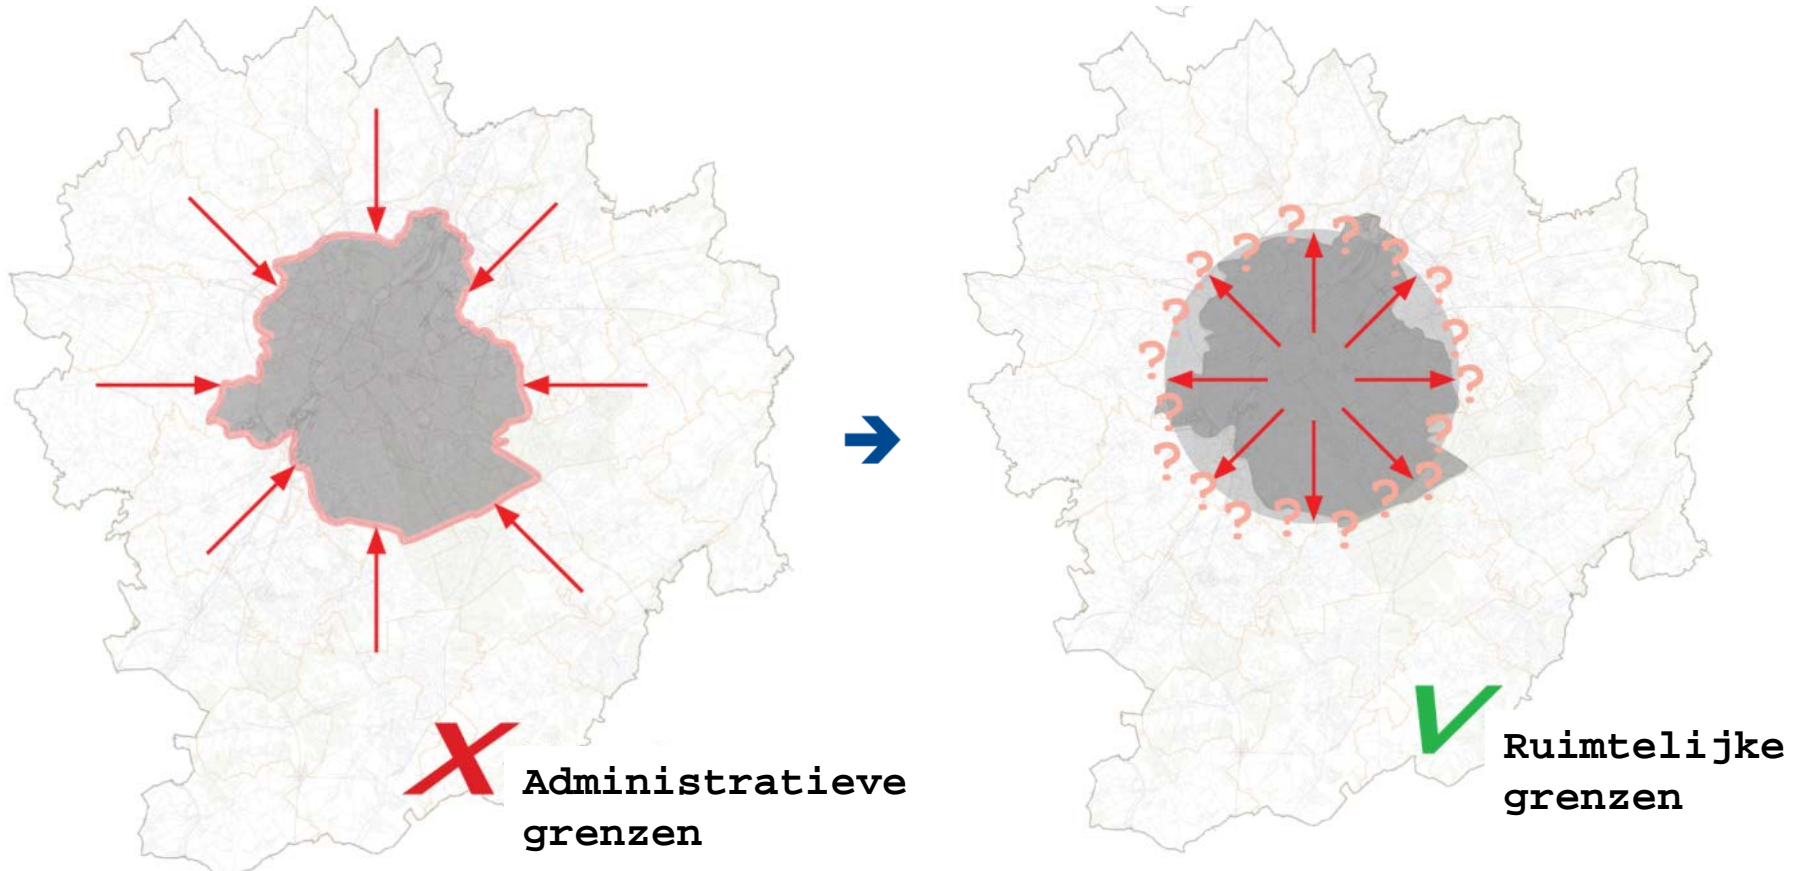 Administratieve
grenzen
? ? ? ? ? ? ? ? ? ? ? ? ? ? ? ? ? ? ? ?
Ruimtelijke
grenzen